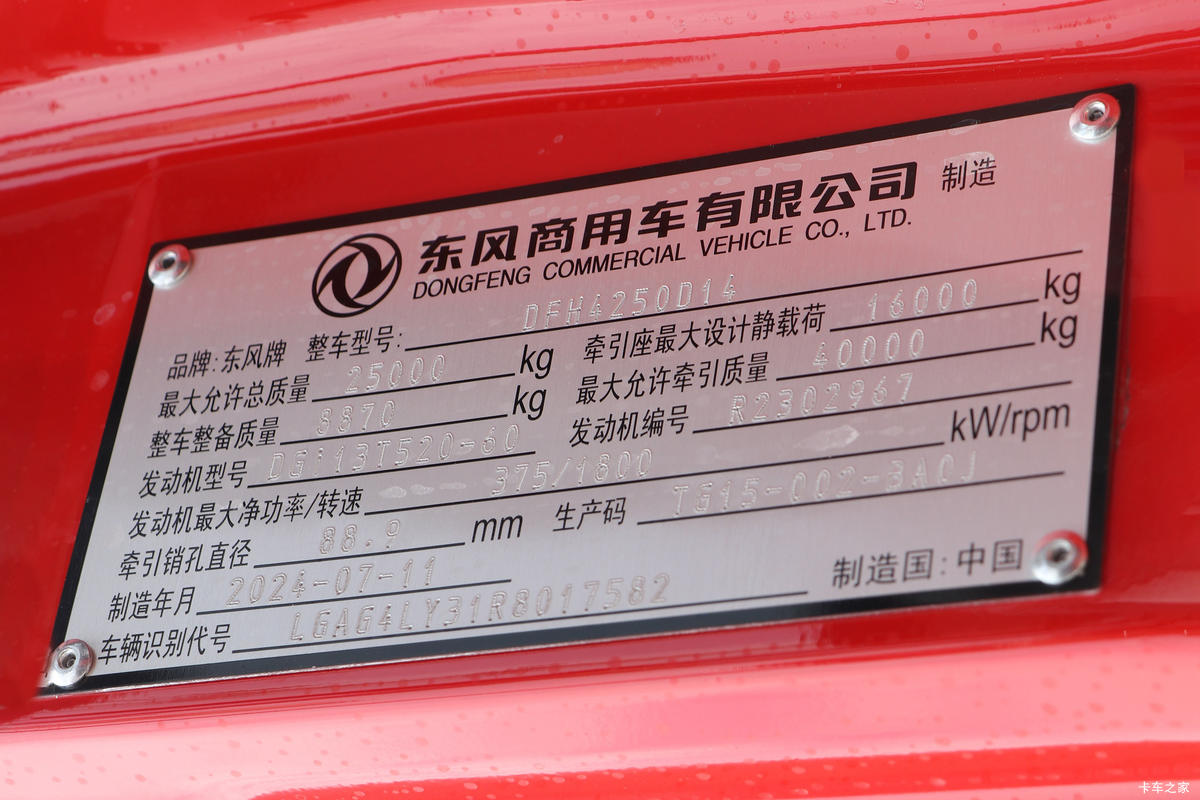 东风商用车有限公司 制造
DONGFENG COMMERCIAL VEHICLE CO., LTD.
品牌:东风牌 整车型号: DFH4250D14
最大允许总质量 25000 kg 牵引座最大设计静载荷 16000 kg
整车整备质量 8870 kg 最大允许牵引质量 40000 kg
发动机型号 DGi13T520-60 发动机编号 R2302967
发动机最大净功率/转速 375/1800 kW/rpm
牵引销孔直径 88.9 mm 生产码 TG15-002-3A0J
制造年月 2024-07-11
制造国:中国
车辆识别代号 LGAG4LY31R8017582
卡车之家